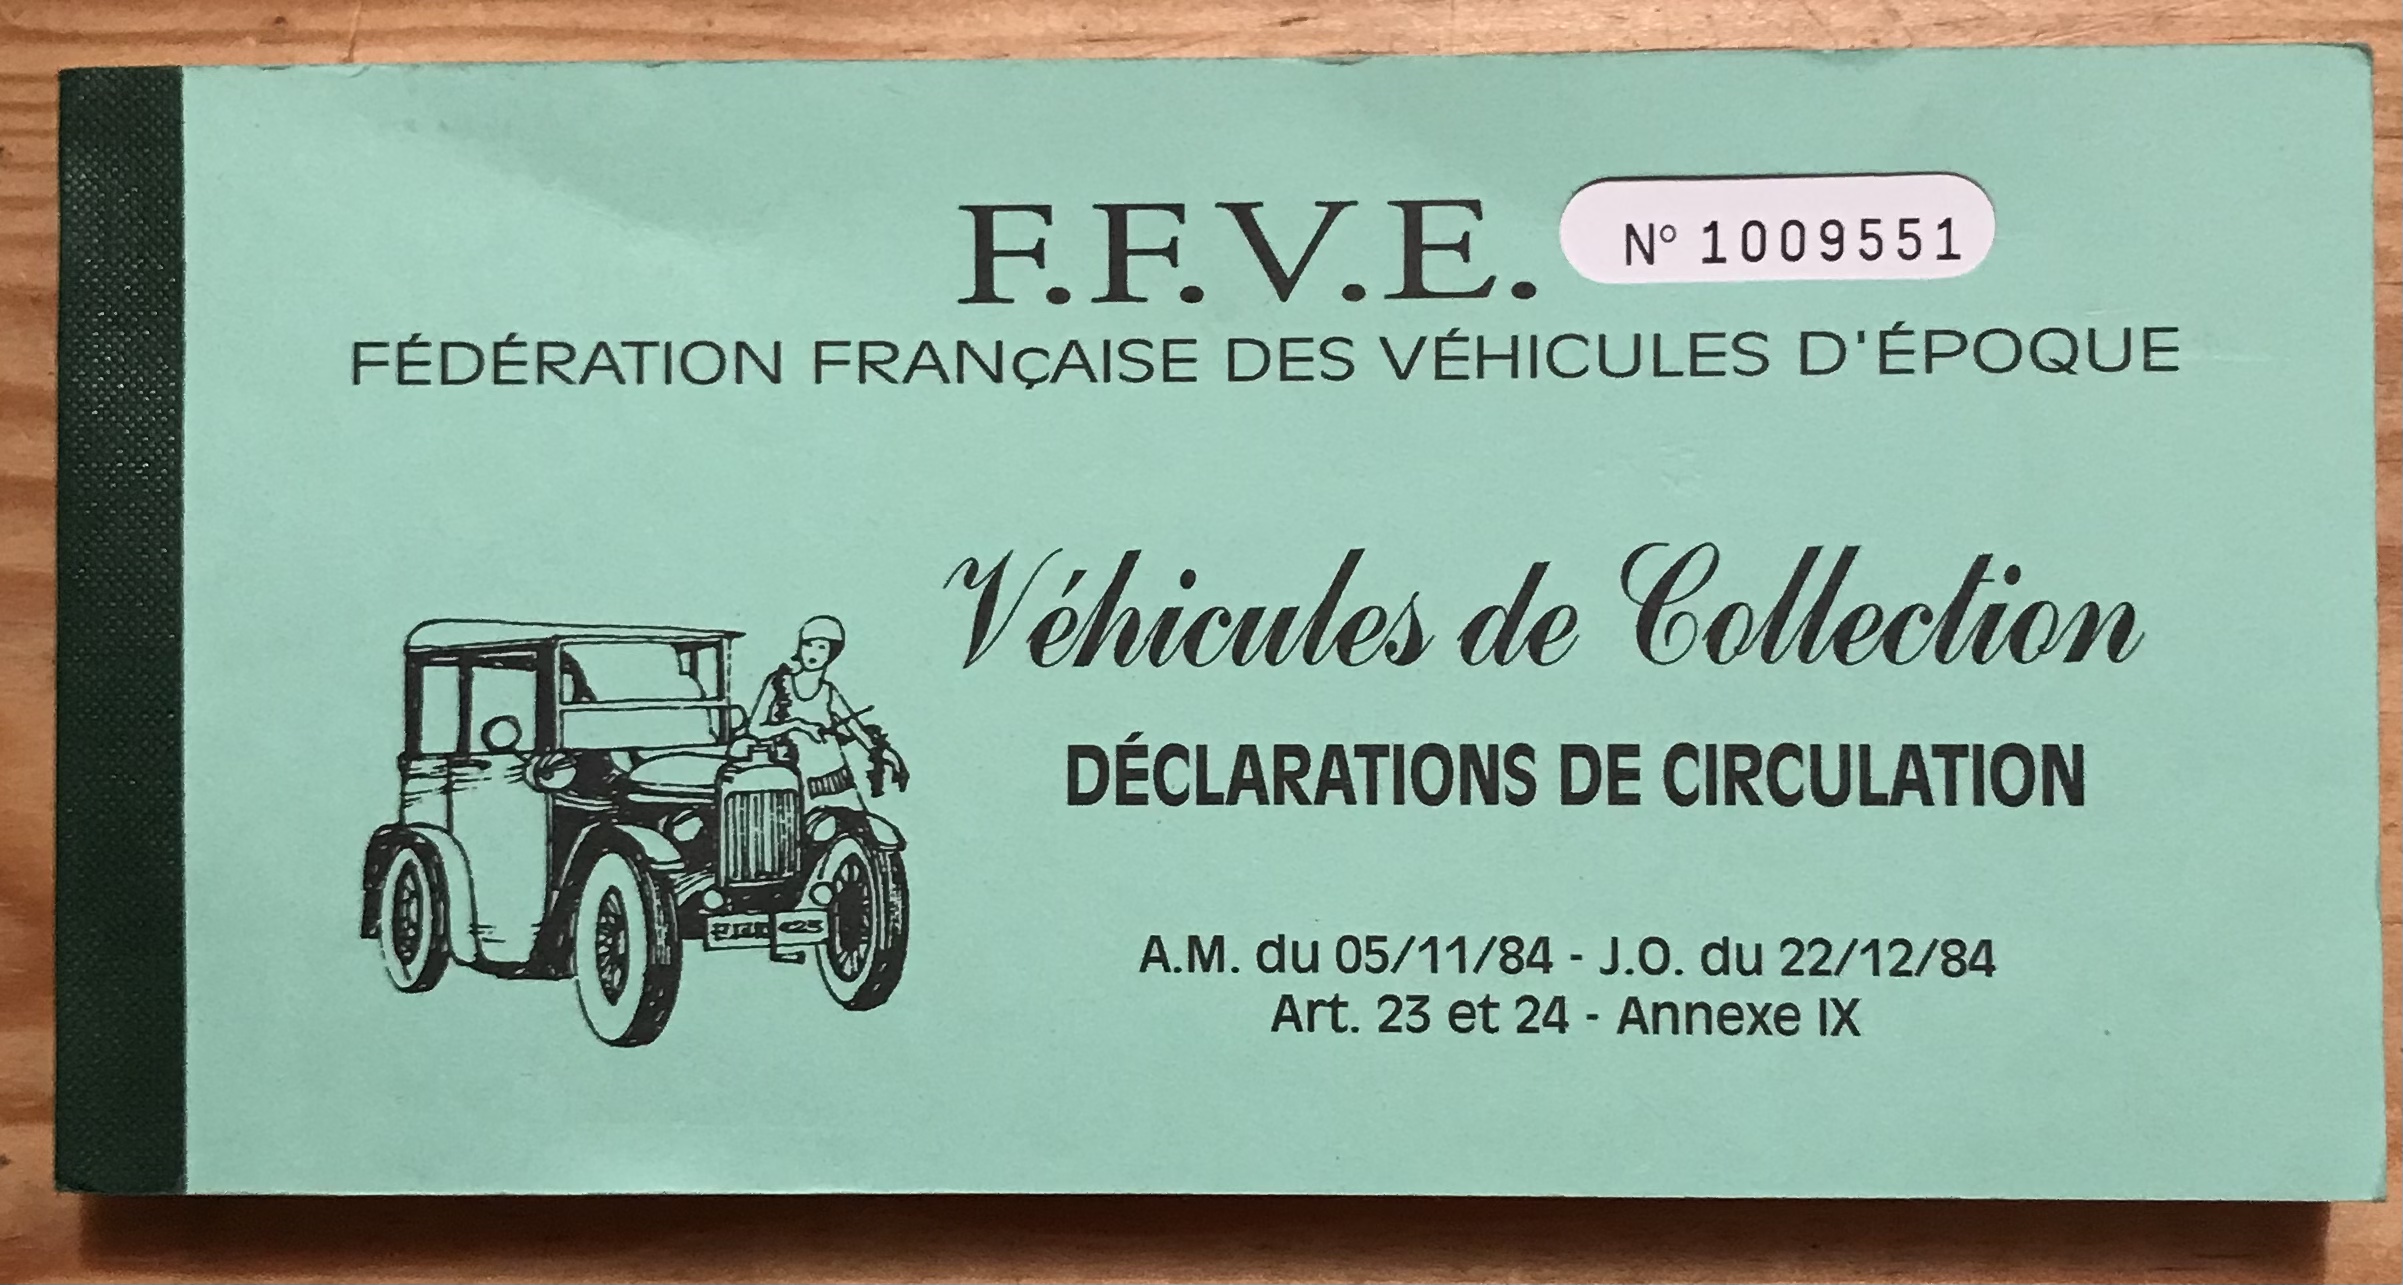 F.F.V.E. N° 1009551
FÉDÉRATION FRANÇAISE DES VÉHICULES D'ÉPOQUE
Véhicules de Collection
DÉCLARATIONS DE CIRCULATION
A.M. du 05/11/84 - J.O. du 22/12/84
Art. 23 et 24 - Annexe IX